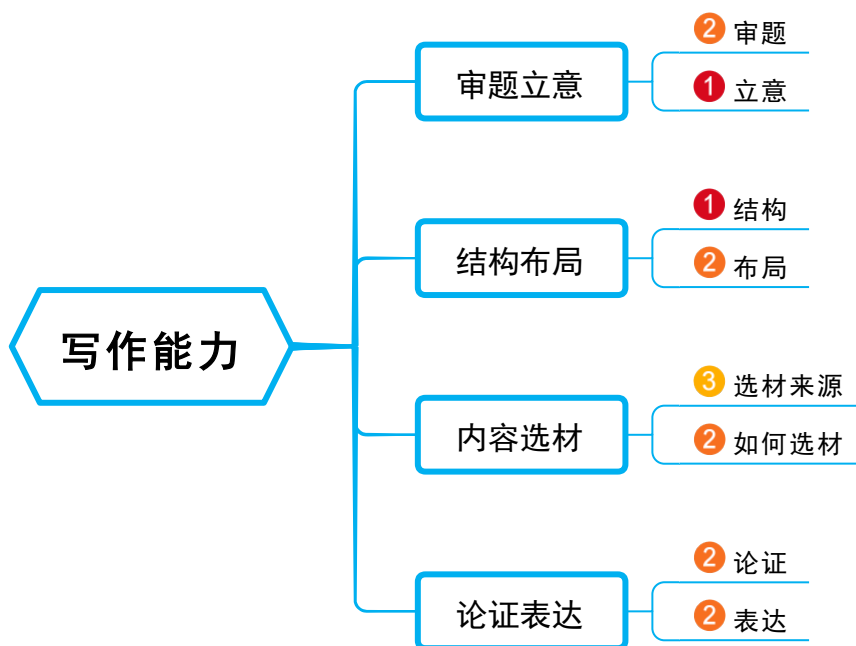 写作能力
审题立意
2 审题
1 立意
结构布局
1 结构
2 布局
内容选材
3 选材来源
2 如何选材
论证表达
2 论证
2 表达